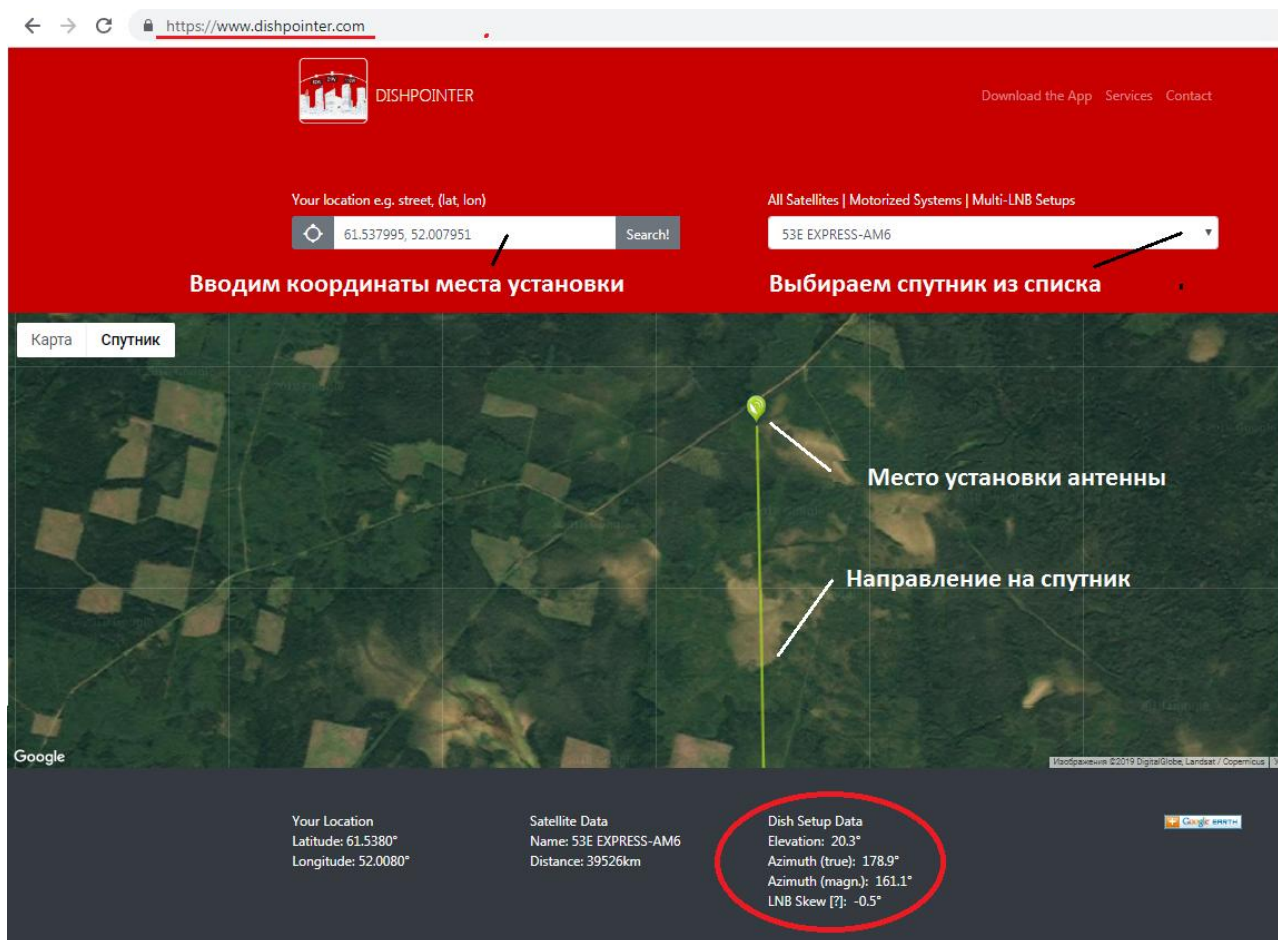 https://www.dishpointer.com
DISHPOINTER
Download the App Services Contact
Your location e.g. street, (lat, lon)
All Satellites | Motorized Systems | Multi-LNB Setups
61.537995, 52.007951
Search!
53E EXPRESS-AM6
Вводим координаты места установки
Выбираем спутник из списка
Карта Спутник
Место установки антенны
Направление на спутник
Google
Изображения ©2019 DigitalGlobe, Landsat / Copernicus
Your Location
Latitude: 61.5380°
Longitude: 52.0080°
Satellite Data
Name: 53E EXPRESS-AM6
Distance: 39526km
Dish Setup Data
Elevation: 20.3°
Azimuth (true): 178.9°
Azimuth (magn.): 161.1°
LNB Skew [?]: -0.5°
Google EARTH